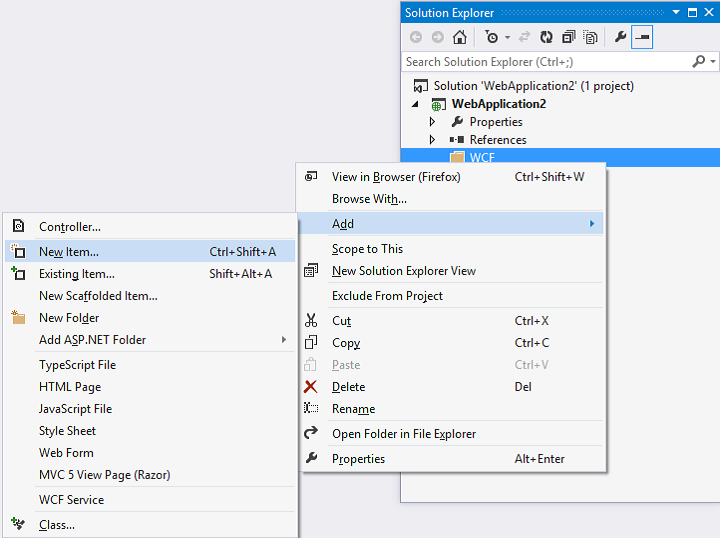 Solution Explorer
Search Solution Explorer (Ctrl+;)
Solution 'WebApplication2' (1 project)
WebApplication2
Properties
References
WCF
View in Browser (Firefox) Ctrl+Shift+W
Browse With...
Add
Scope to This
New Solution Explorer View
Exclude From Project
Cut Ctrl+X
Copy Ctrl+C
Paste Ctrl+V
Delete Del
Rename
Open Folder in File Explorer
Properties Alt+Enter
Controller...
New Item... Ctrl+Shift+A
Existing Item... Shift+Alt+A
New Scaffolded Item...
New Folder
Add ASP.NET Folder
TypeScript File
HTML Page
JavaScript File
Style Sheet
Web Form
MVC 5 View Page (Razor)
WCF Service
Class...